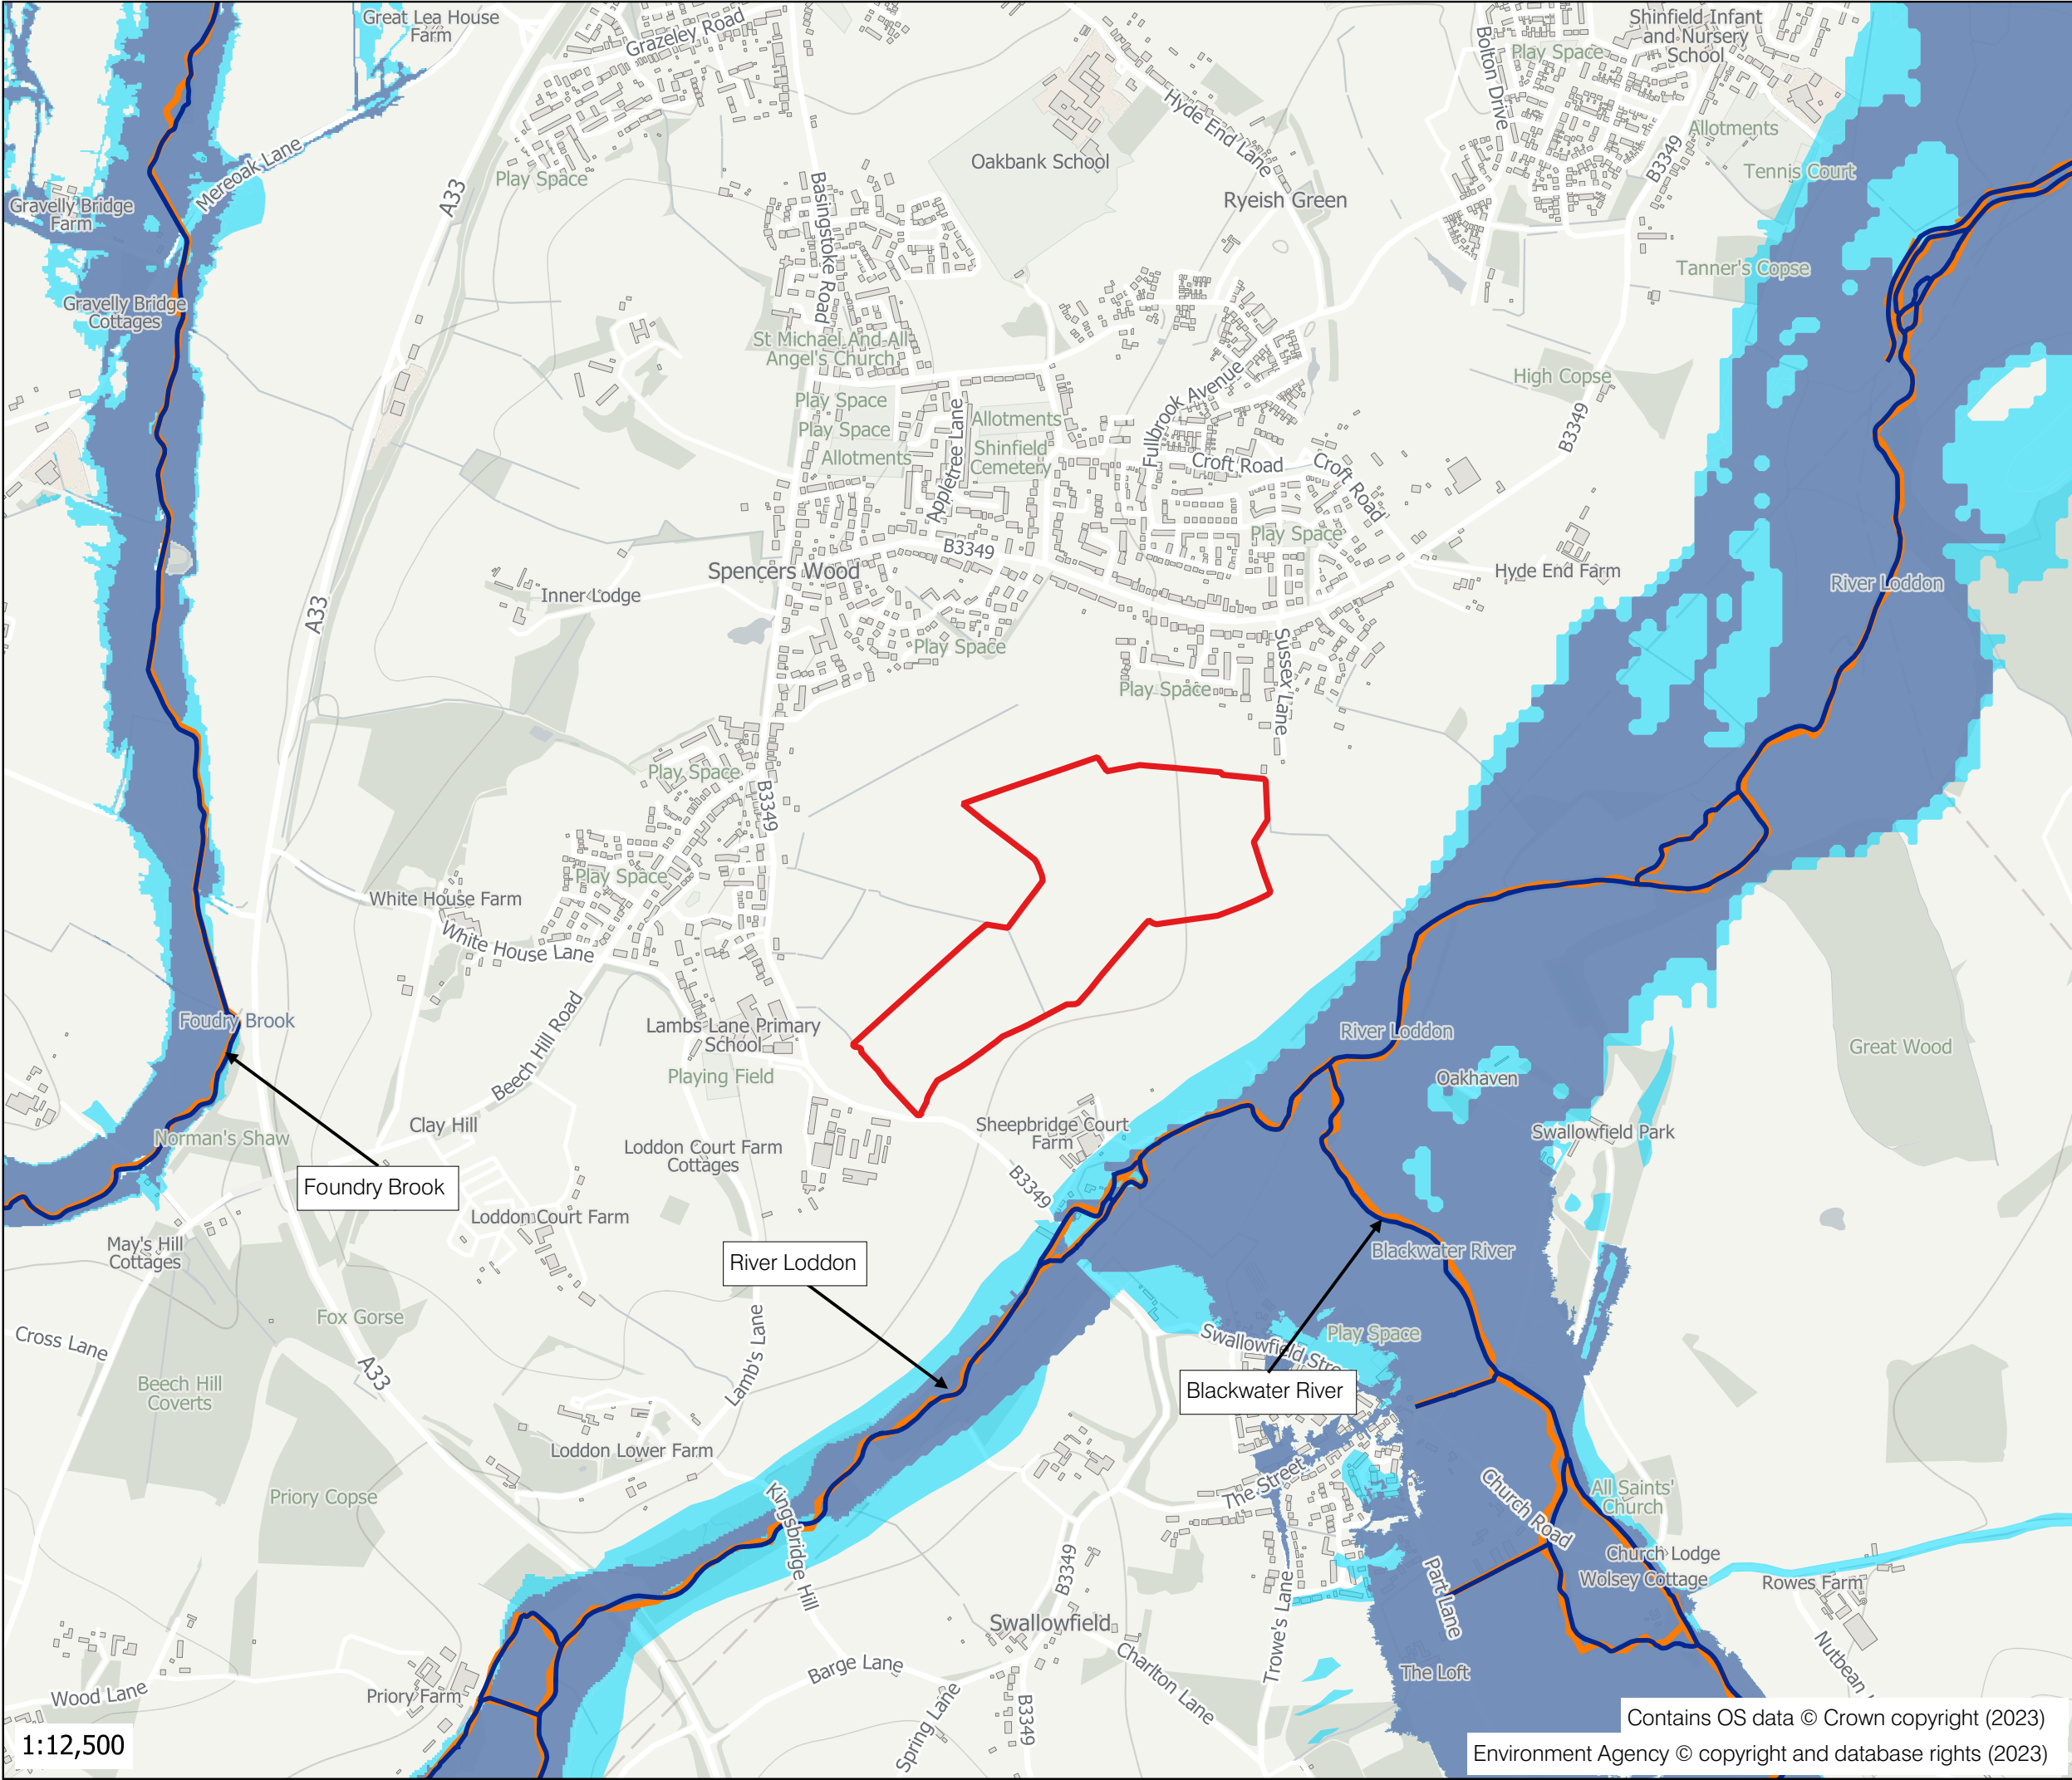 Great Lea House
Farm
Grazeley Road
Shinfield Infant
and Nursery
School
Play Space
Bolton Drive
Hyde End Lane
Allotments
B3349
Mereoak Lane
Oakbank School
Tennis Court
Play Space
A33
Basingstoke Road
Ryeish Green
Gravelly Bridge
Farm
Tanner's Copse
Gravelly Bridge
Cottages
St Michael And All
Angel's Church
High Copse
Fullbrook Avenue
Play Space
Appletree Lane
Allotments
B3349
Play Space
Shinfield
Cemetery
Allotments
Croft Road
Croft Road
Play Space
B3349
Spencers Wood
Hyde End Farm
River Loddon
Inner Lodge
A33
Play Space
Sussex Lane
Play Space
Play Space
B3349
Play Space
White House Farm
White House Lane
Foudry Brook
Lambs Lane Primary
School
River Loddon
Great Wood
Beech Hill Road
Playing Field
Oakhaven
Clay Hill
Sheepbridge Court
Farm
Norman's Shaw
Swallowfield Park
Loddon Court Farm
Cottages
Foundry Brook
B3349
Loddon Court Farm
May's Hill
Cottages
Blackwater River
River Loddon
Fox Gorse
Cross Lane
Lamb's Lane
Swallowfield Stre
Play Space
A33
Beech Hill
Coverts
Blackwater River
Loddon Lower Farm
The Street
Church Road
All Saints'
Church
Priory Copse
Kingsbridge Hill
B3349
Church Lodge
Wolsey Cottage
Rowes Farm
Part Lane
Trowe's Lane
Swallowfield
Barge Lane
Charlton Lane
Nutbean
The Loft
Wood Lane
Priory Farm
Spring Lane
B3349
1:12,500
Contains OS data © Crown copyright (2023)
Environment Agency © copyright and database rights (2023)